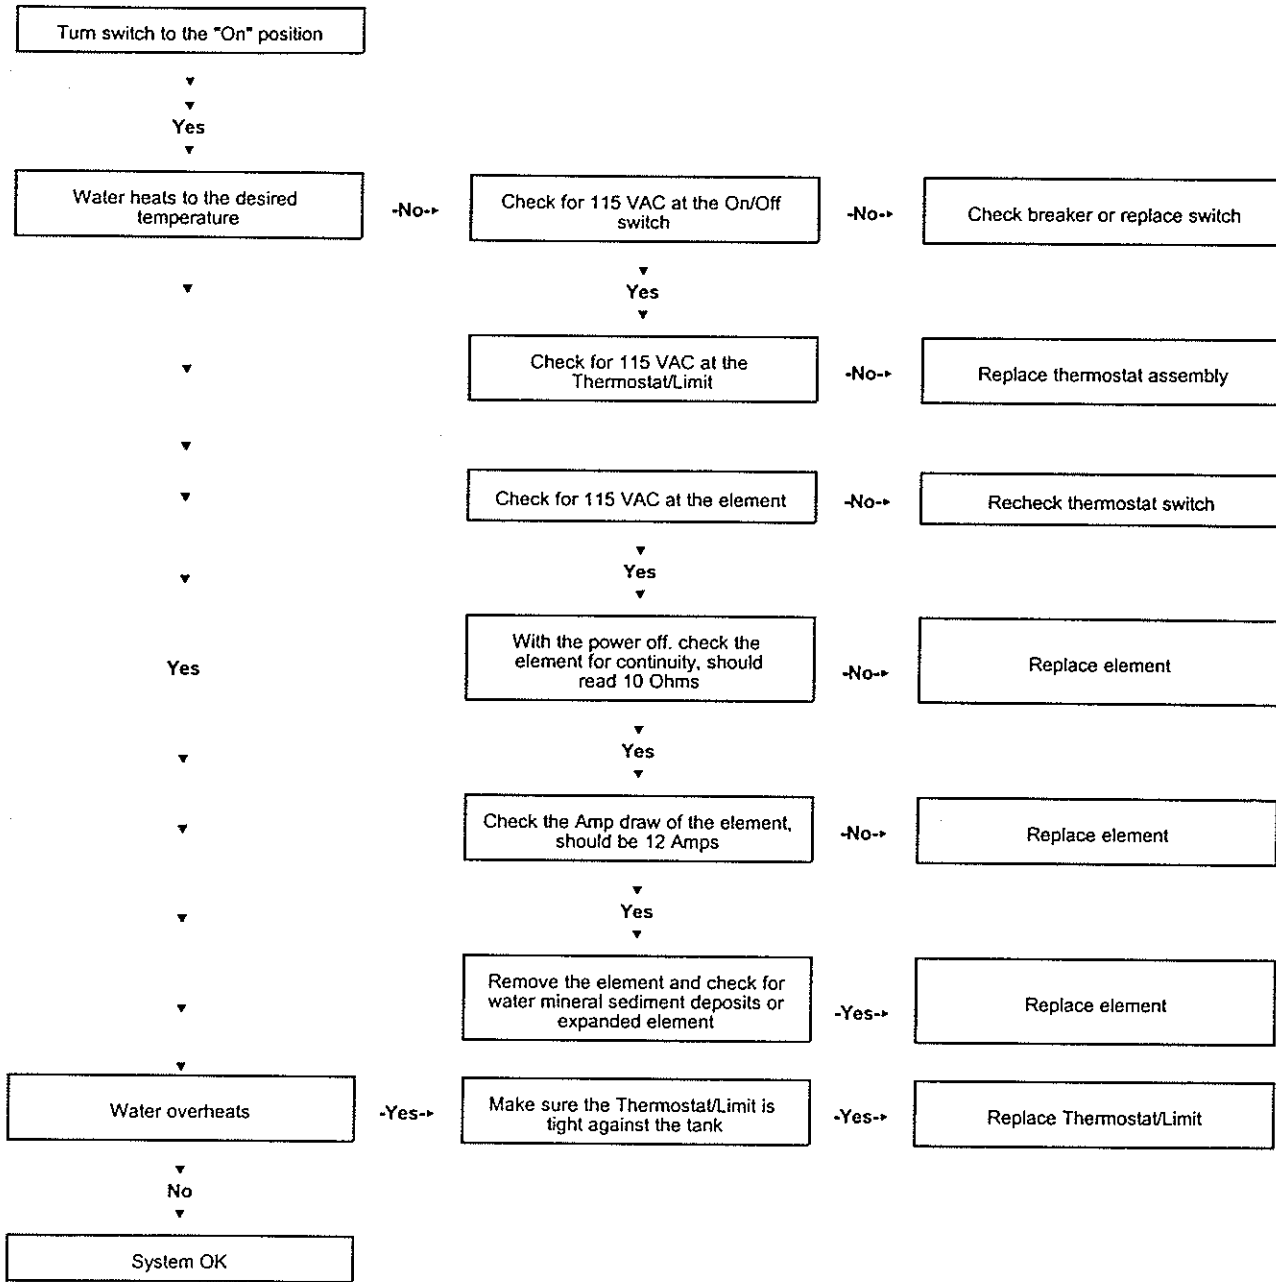 Turn switch to the "On" position
Yes
Water heats to the desired
temperature
-No-
Check for 115 VAC at the On/Off
switch
-No-
Check breaker or replace switch
Yes
Check for 115 VAC at the
Thermostat/Limit
-No-
Replace thermostat assembly
Check for 115 VAC at the element
-No-
Recheck thermostat switch
Yes
With the power off. check the
element for continuity, should
read 10 Ohms
-No-
Replace element
Yes
Yes
Check the Amp draw of the element,
should be 12 Amps
-No-
Replace element
Yes
Remove the element and check for
water mineral sediment deposits or
expanded element
-Yes-
Replace element
Water overheats
-Yes-
Make sure the Thermostat/Limit is
tight against the tank
-Yes-
Replace Thermostat/Limit
No
System OK